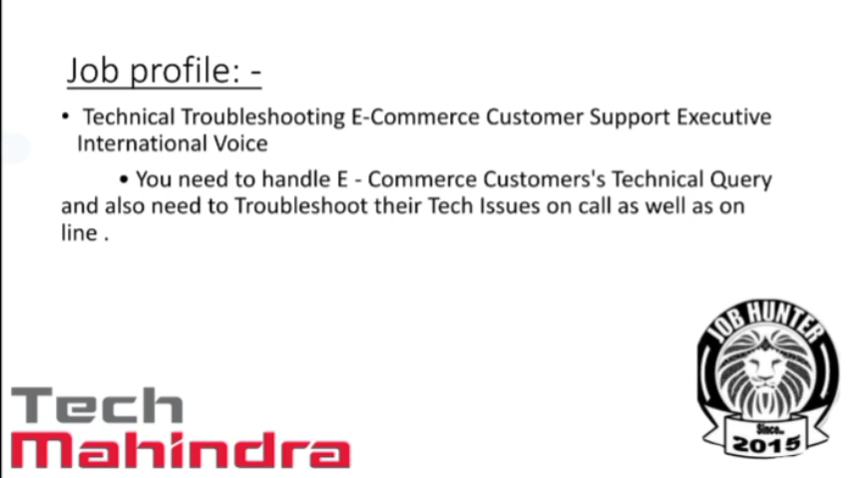 Job profile: -
• Technical Troubleshooting E-Commerce Customer Support Executive
International Voice
• You need to handle E - Commerce Customers's Technical Query
and also need to Troubleshoot their Tech Issues on call as well as on
line .
JOB HUNTER
Since..
2015
Tech
Mahindra